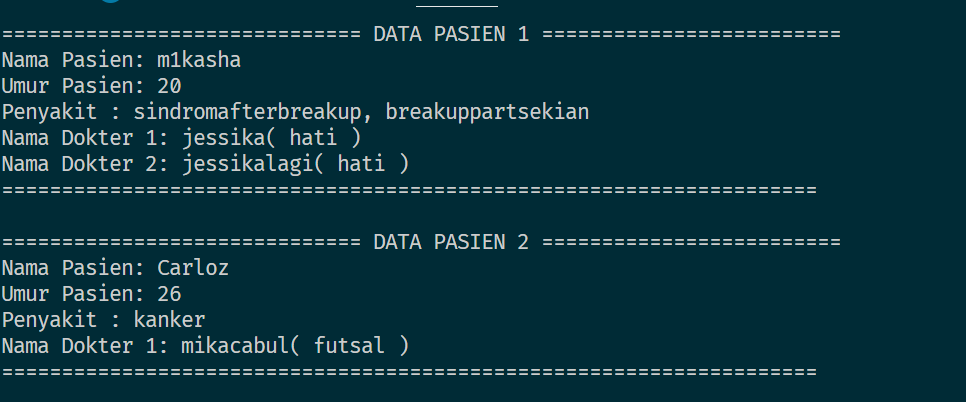 ============================== DATA PASIEN 1 =========================
Nama Pasien: m1kasha
Umur Pasien: 20
Penyakit : sindromafterbreakup, breakuppartsekian
Nama Dokter 1: jessika( hati )
Nama Dokter 2: jessikalagi( hati )
====================================================================
============================== DATA PASIEN 2 =========================
Nama Pasien: Carloz
Umur Pasien: 26
Penyakit : kanker
Nama Dokter 1: mikacabul( futsal )
====================================================================